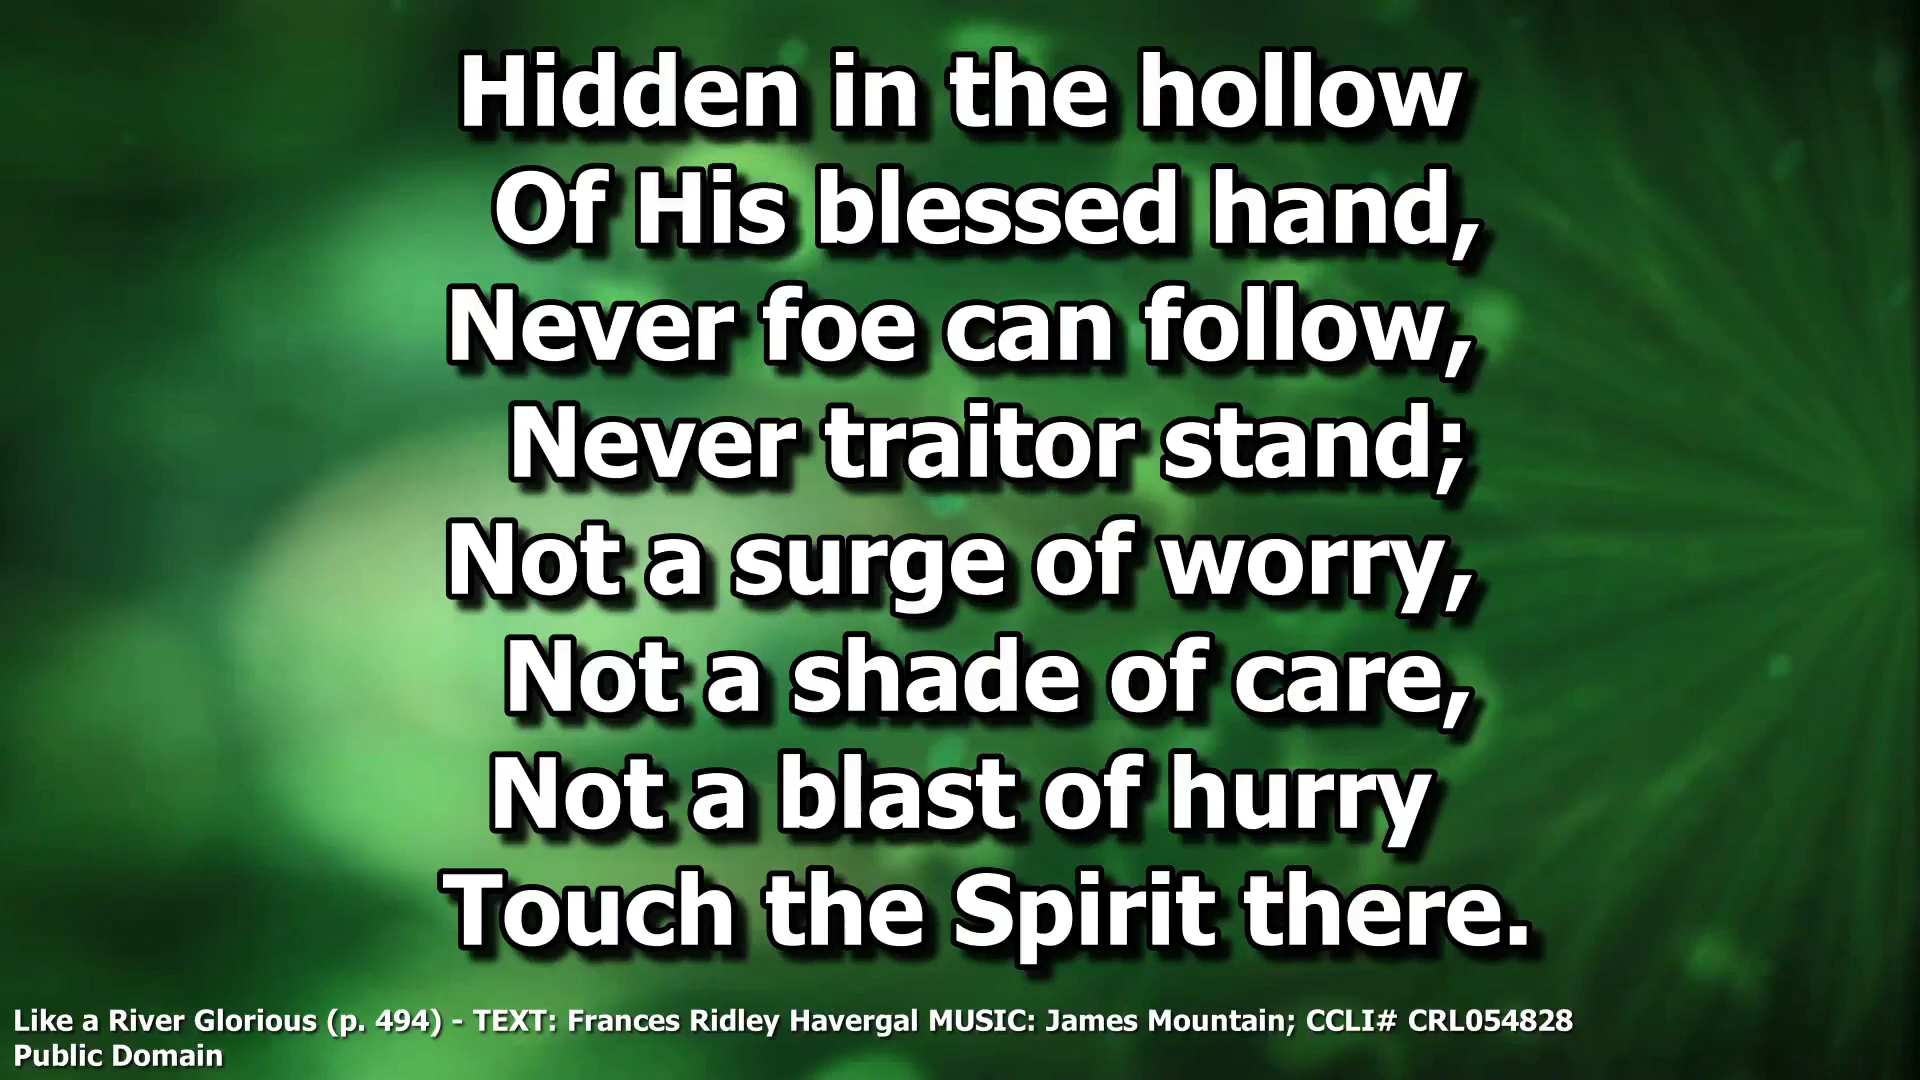 Hidden in the hollow
Of His blessed hand,
Never foe can follow,
Never traitor stand;
Not a surge of worry,
Not a shade of care,
Not a blast of hurry
Touch the Spirit there.
Like a River Glorious (p. 494) - TEXT: Frances Ridley Havergal MUSIC: James Mountain; CCLI# CRL054828
Public Domain